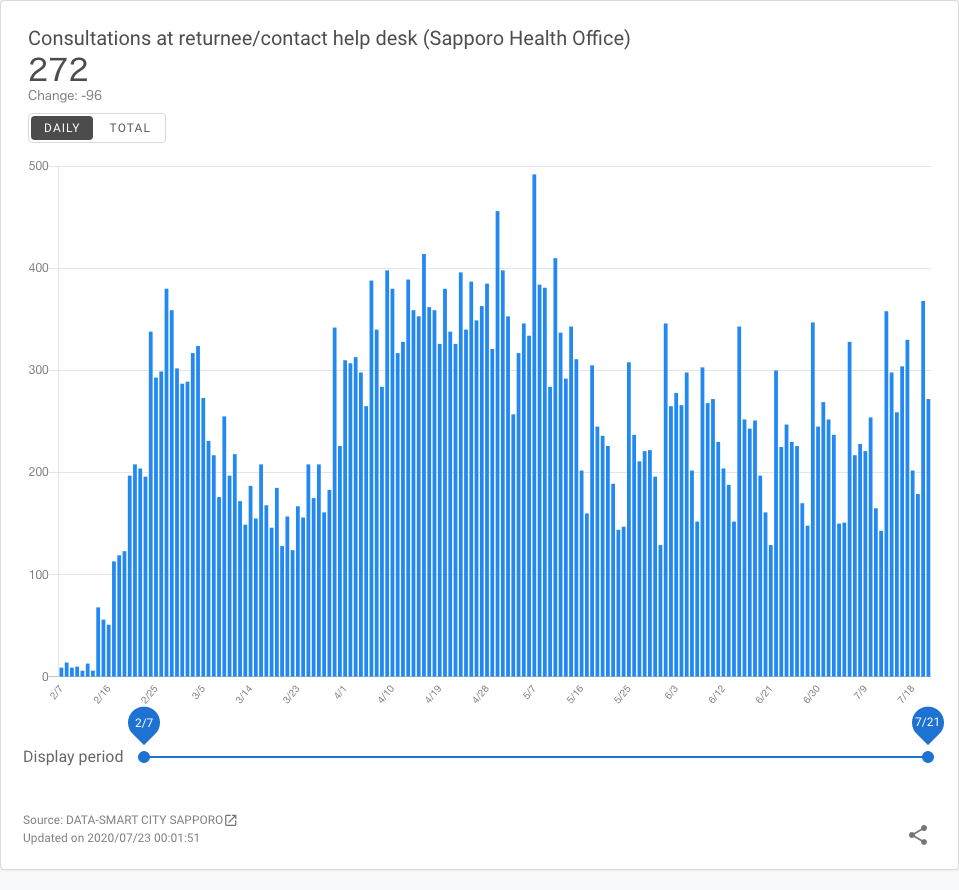 Consultations at returnee/contact help desk (Sapporo Health Office)
272
Change: -96
DAILY TOTAL
500
400
300
200
100
0
2/7 2/16 2/25 3/5 3/14 3/23 4/1 4/10 4/19 4/28 5/7 5/16 5/25 6/3 6/12 6/21 6/30 7/9 7/18
2/7 7/21
Display period
Source: DATA-SMART CITY SAPPORO
Updated on 2020/07/23 00:01:51